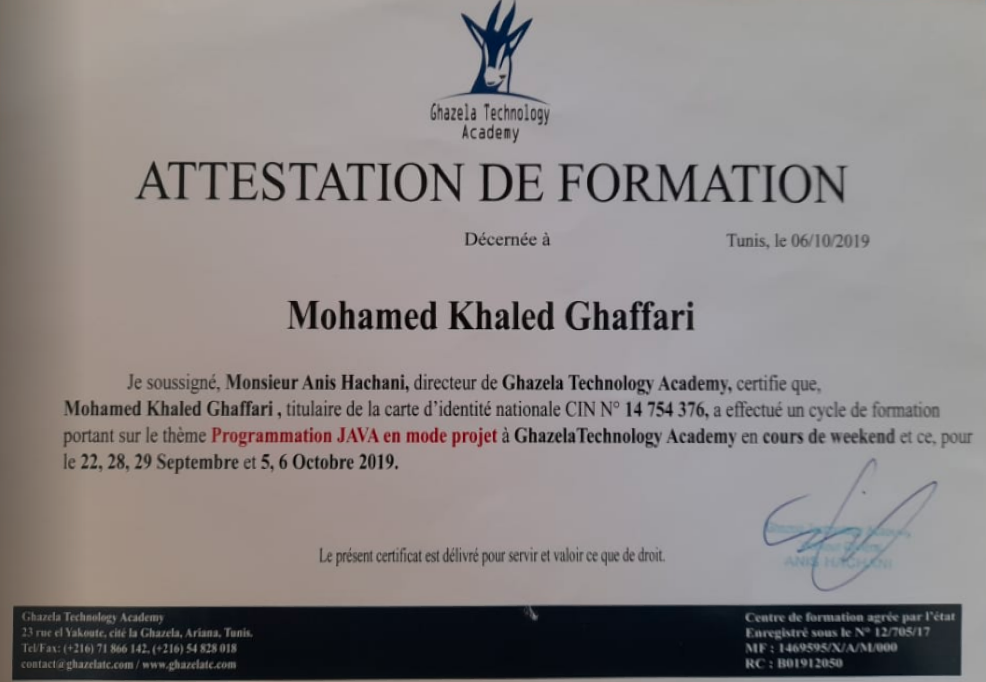 Ghazela Technology
Academy
ATTESTATION DE FORMATION
Décernée à
Tunis, le 06/10/2019
Mohamed Khaled Ghaffari
Je soussigné, Monsieur Anis Hachani, directeur de Ghazela Technology Academy, certifie que,
Mohamed Khaled Ghaffari , titulaire de la carte d’identité nationale CIN N° 14 754 376, a effectué un cycle de formation
portant sur le thème Programmation JAVA en mode projet à GhazelaTechnology Academy en cours de weekend et ce, pour
le 22, 28, 29 Septembre et 5, 6 Octobre 2019.
ANIS HACHANI
Le présent certificat est délivré pour servir et valoir ce que de droit.
Ghazela Technology Academy
23 rue el Yakoute, cité la Ghazela, Ariana, Tunis.
Tel/Fax: (+216) 71 866 142, (+216) 54 828 018
contact@ghazelatc.com / www.ghazelatc.com
Centre de formation agrée par l’état
Enregistré sous le N° 12/705/17
MF : 1469595/X/A/M/000
RC : B01912050